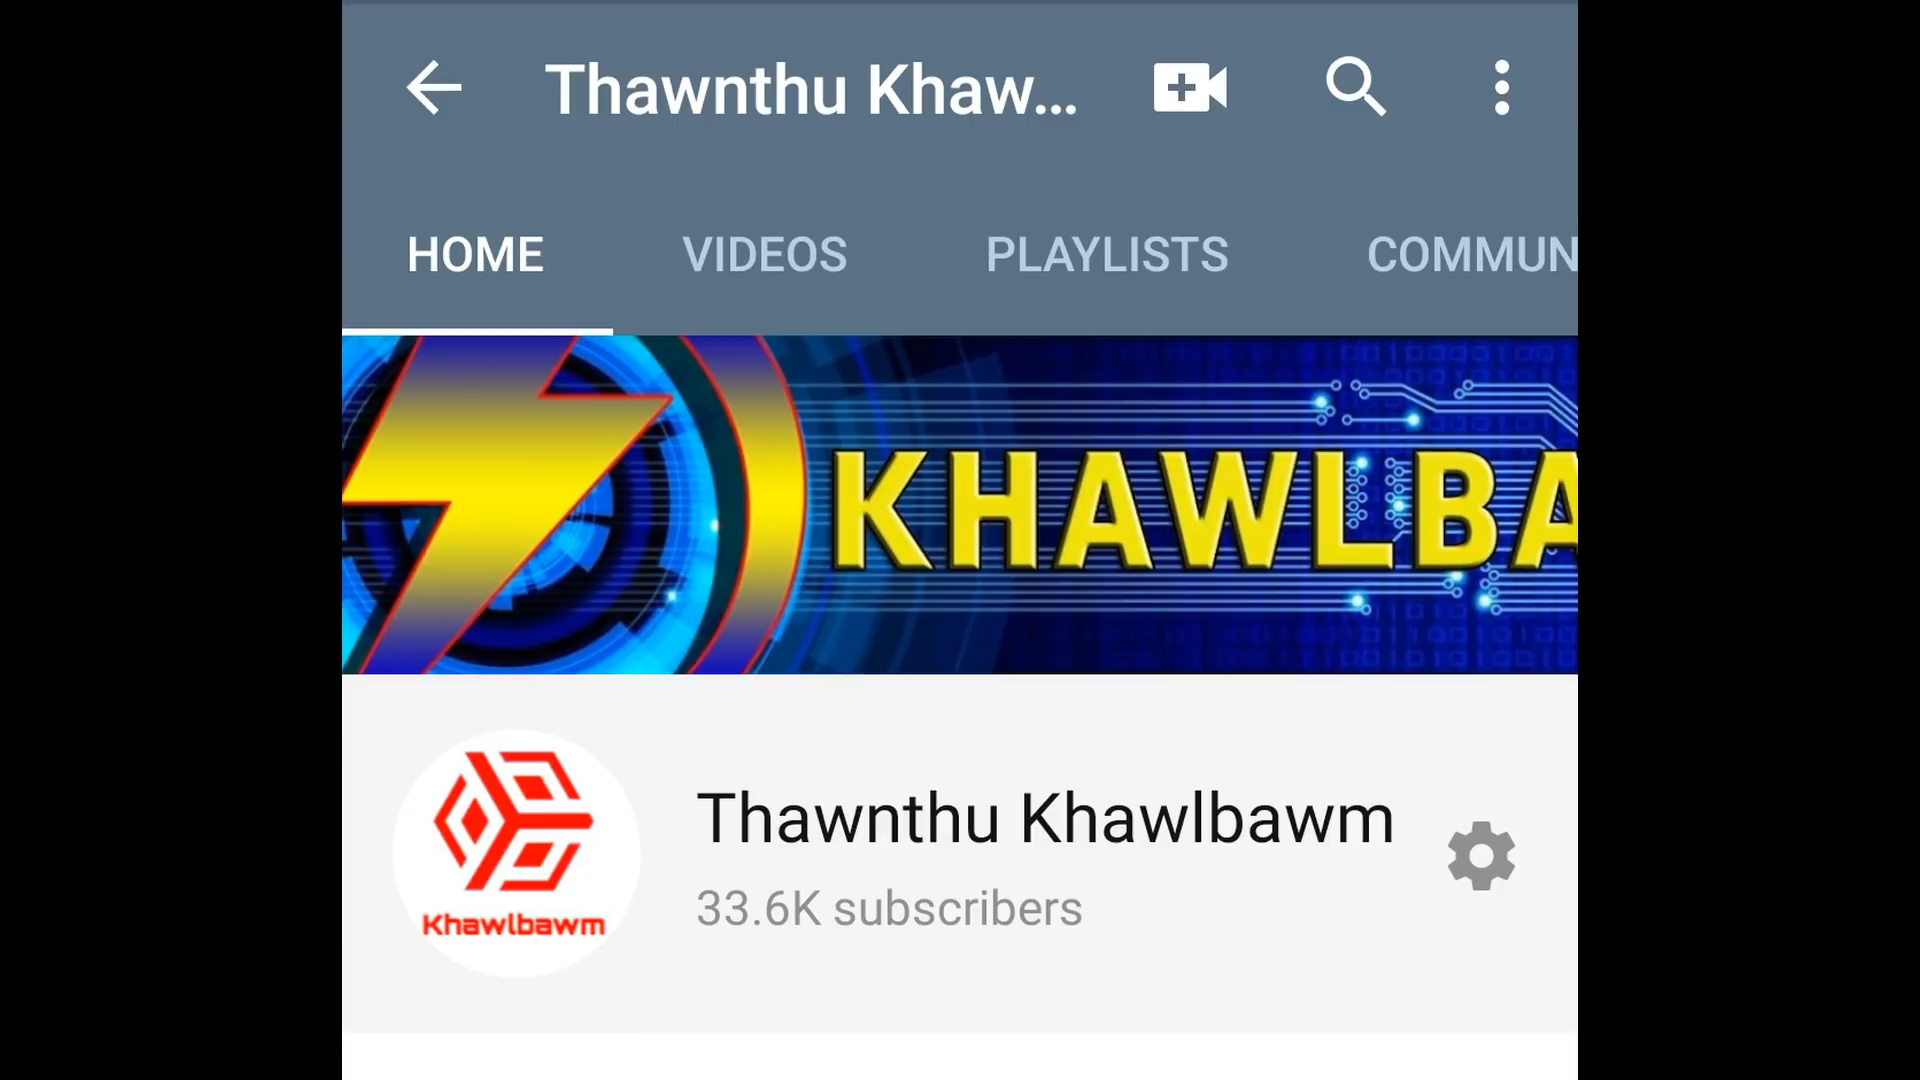 Thawnthu Khaw...
HOME VIDEOS PLAYLISTS COMMUN
KHAWLBA
Khawlbawm
Thawnthu Khawlbawm
33.6K subscribers